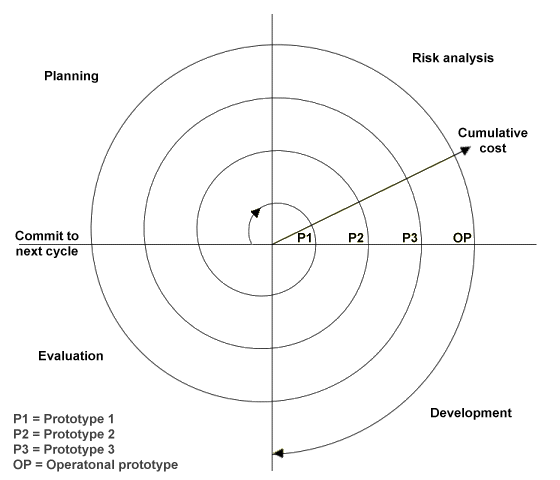 Risk analysis
Planning
Cumulative
cost
Commit to
next cycle
P1
P2
P3
OP
Evaluation
Development
P1 = Prototype 1
P2 = Prototype 2
P3 = Prototype 3
OP = Operatonal prototype